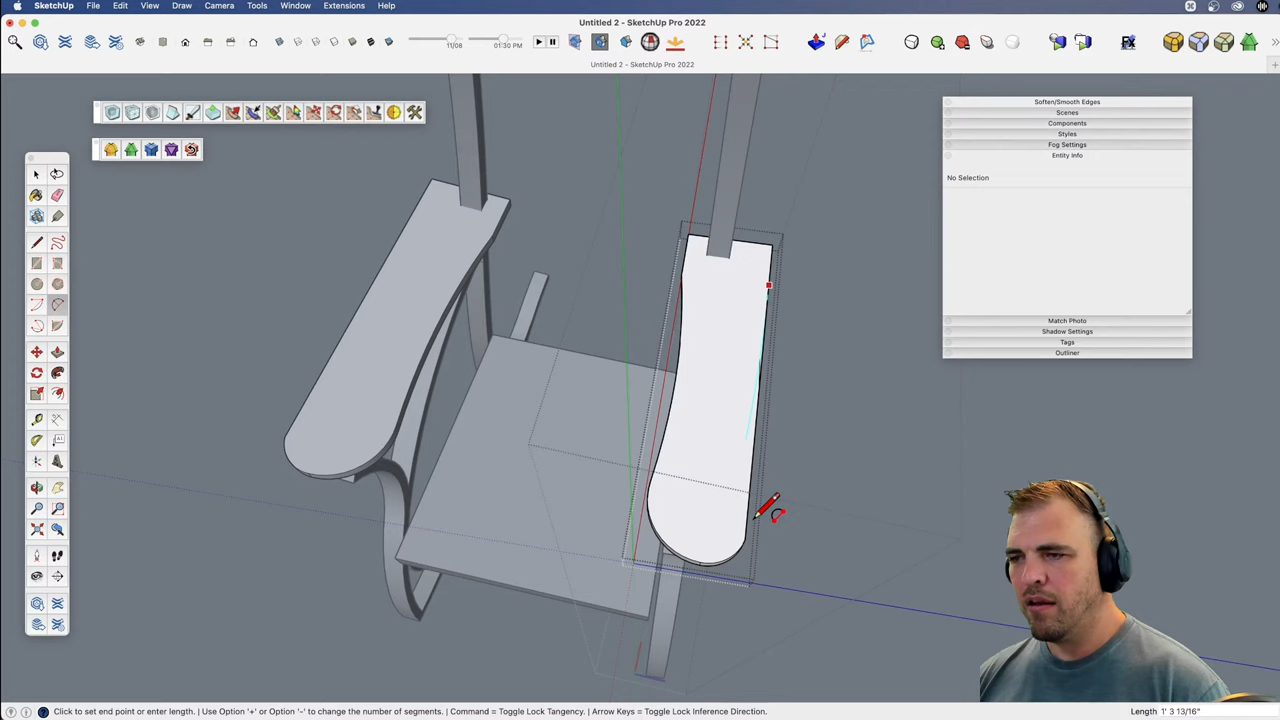 SketchUp File Edit View Draw Camera Tools Window Extensions Help
Untitled 2 - SketchUp Pro 2022
11/08 01:30 PM
Untitled 2 - SketchUp Pro 2022
Soften/Smooth Edges
Scenes
Components
Styles
Fog Settings
Entity Info
No Selection
Match Photo
Shadow Settings
Tags
Outliner
Click to set end point or enter length. | Use Option '+' or Option '-' to change the number of segments. | Command = Toggle Lock Tangency. | Arrow Keys = Toggle Lock Inference Direction.
Length 1' 3 13/16"